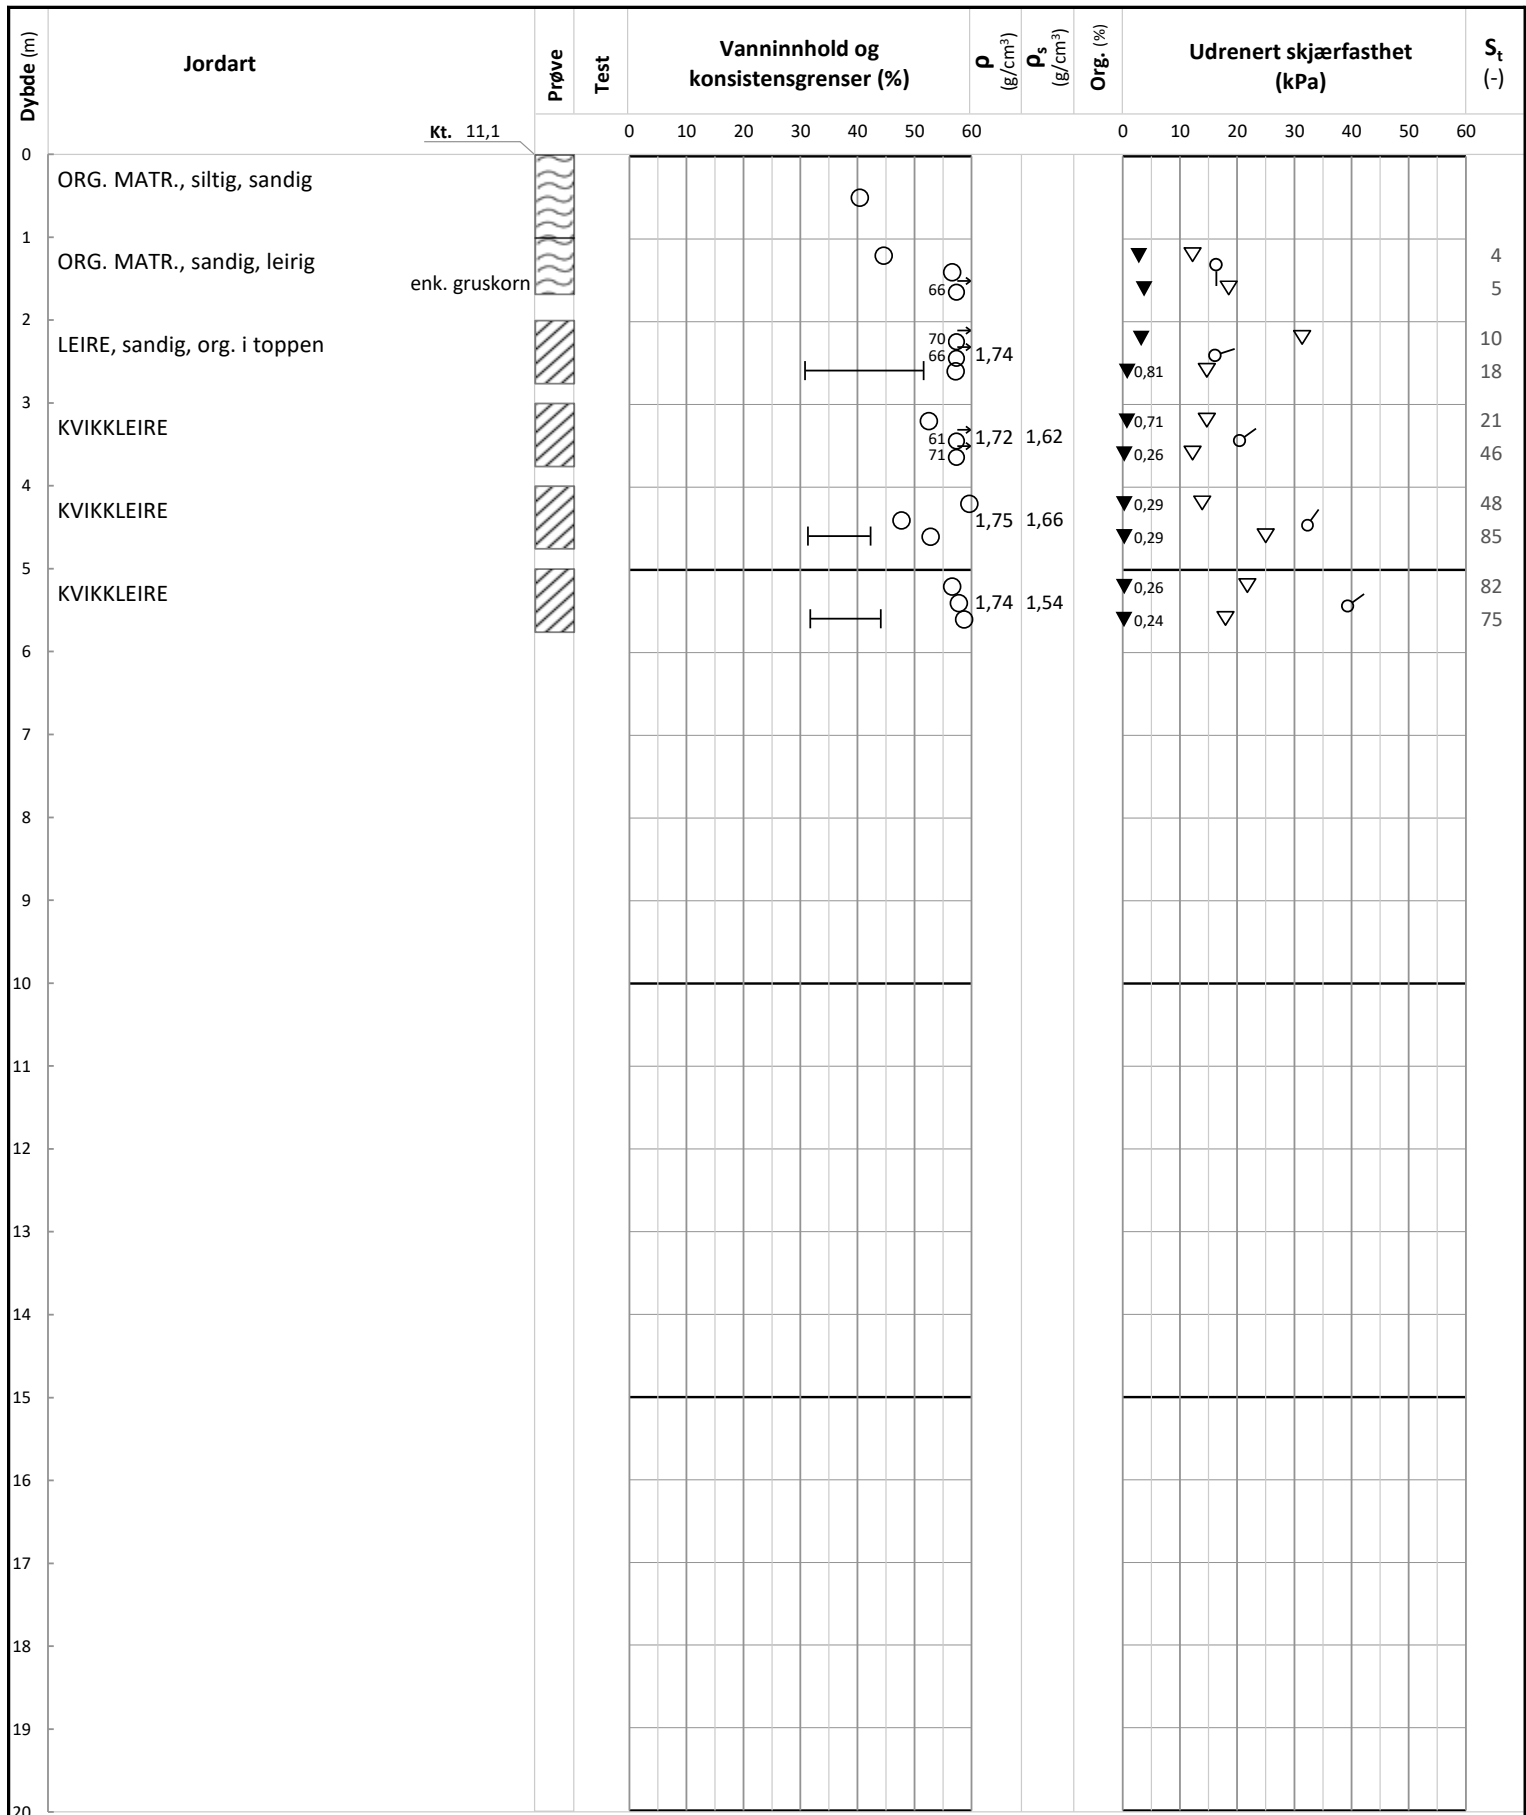 Dybde (m)
Jordart
Prøve
Test
Vanninnhold og
konsistensgrenser (%)
ρ
(g/cm³)
ρs
(g/cm³)
Org. (%)
Udrenert skjærfasthet
(kPa)
St
(-)
Kt. 11,1
0 10 20 30 40 50 60
0 10 20 30 40 50 60
0
ORG. MATR., siltig, sandig
1
ORG. MATR., sandig, leirig
4
enk. gruskorn
66
5
2
70
10
LEIRE, sandig, org. i toppen
66
1,74
0,81
18
3
0,71
21
KVIKKLEIRE
61
1,72
1,62
71
0,26
46
4
0,29
48
KVIKKLEIRE
1,75
1,66
0,29
85
5
0,26
82
KVIKKLEIRE
1,74
1,54
0,24
75
6
7
8
9
10
11
12
13
14
15
16
17
18
19
20